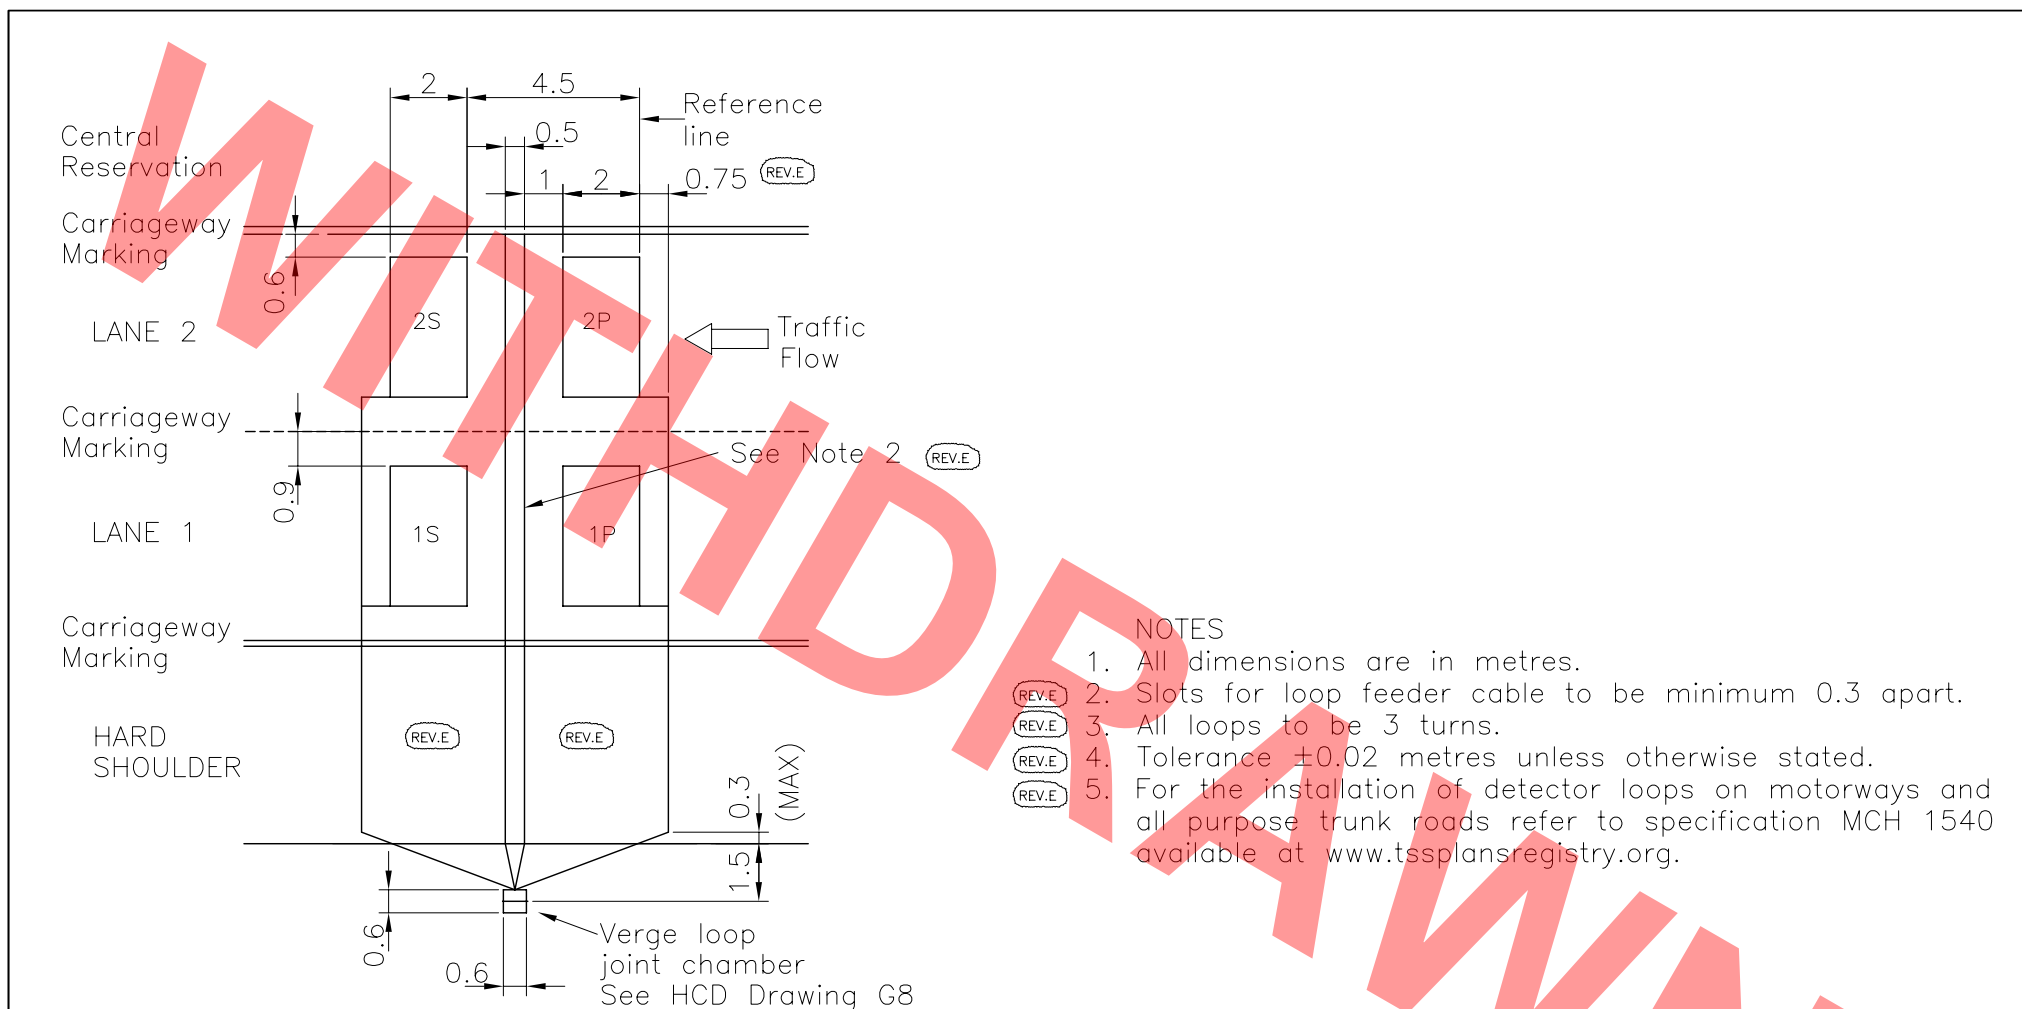 2
4.5
Reference
line
0.5
Central
Reservation
1
2
0.75
REV.E
Carriageway
Marking
0.6
LANE 2
2S
2P
Traffic
Flow
Carriageway
Marking
See Note 2
REV.E
0.9
LANE 1
1S
1P
Carriageway
Marking
HARD
SHOULDER
REV.E
REV.E
0.3
(MAX)
1.5
0.6
0.6
Verge loop
joint chamber
See HCD Drawing G8
NOTES
1. All dimensions are in metres.
REV.E 2. Slots for loop feeder cable to be minimum 0.3 apart.
REV.E 3. All loops to be 3 turns.
REV.E 4. Tolerance ±0.02 metres unless otherwise stated.
REV.E 5. For the installation of detector loops on motorways and
all purpose trunk roads refer to specification MCH 1540
available at www.tssplansregistry.org.
WITHDRAWN